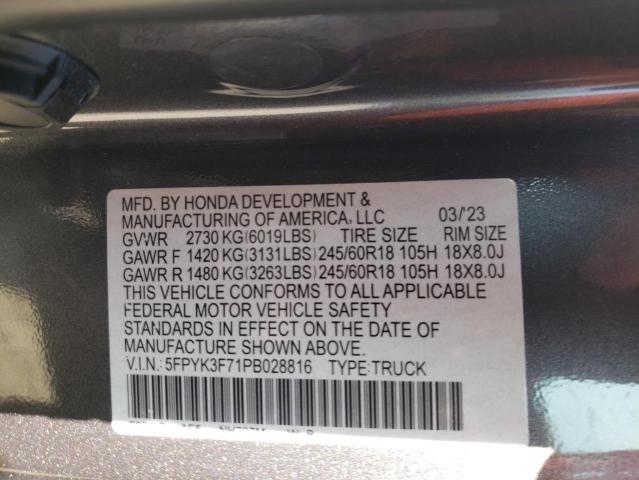 MFD. BY HONDA DEVELOPMENT &
MANUFACTURING OF AMERICA, LLC 03/'23
GVWR 2730 KG(6019LBS) TIRE SIZE RIM SIZE
GAWR F 1420 KG(3131LBS) 245/60R18 105H 18X8.0J
GAWR R 1480 KG(3263LBS) 245/60R18 105H 18X8.0J
THIS VEHICLE CONFORMS TO ALL APPLICABLE
FEDERAL MOTOR VEHICLE SAFETY
STANDARDS IN EFFECT ON THE DATE OF
MANUFACTURE SHOWN ABOVE.
V.I.N.: 5FPYK3F71PB028816 TYPE:TRUCK